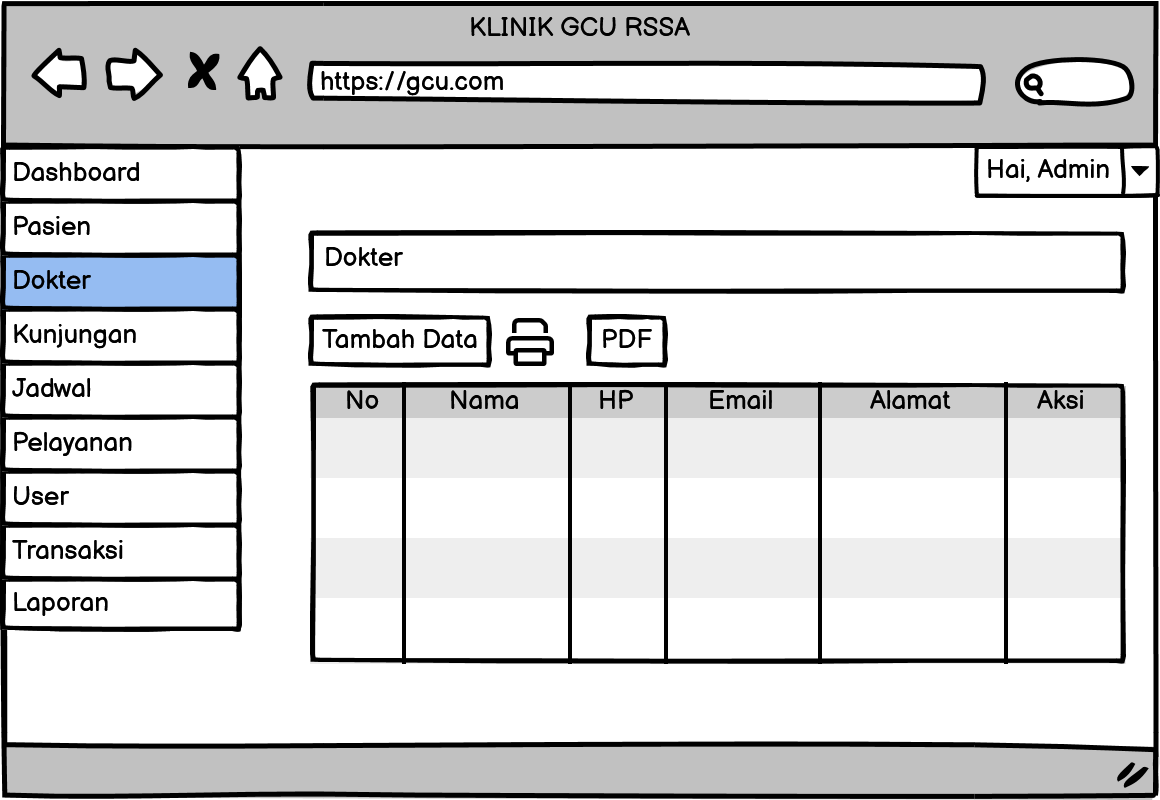 KLINIK GCU RSSA
https://gcu.com
Hai, Admin
Dashboard
Pasien
Dokter
Kunjungan
Jadwal
Pelayanan
User
Transaksi
Laporan
Dokter
Tambah Data PDF
No Nama HP Email Alamat Aksi